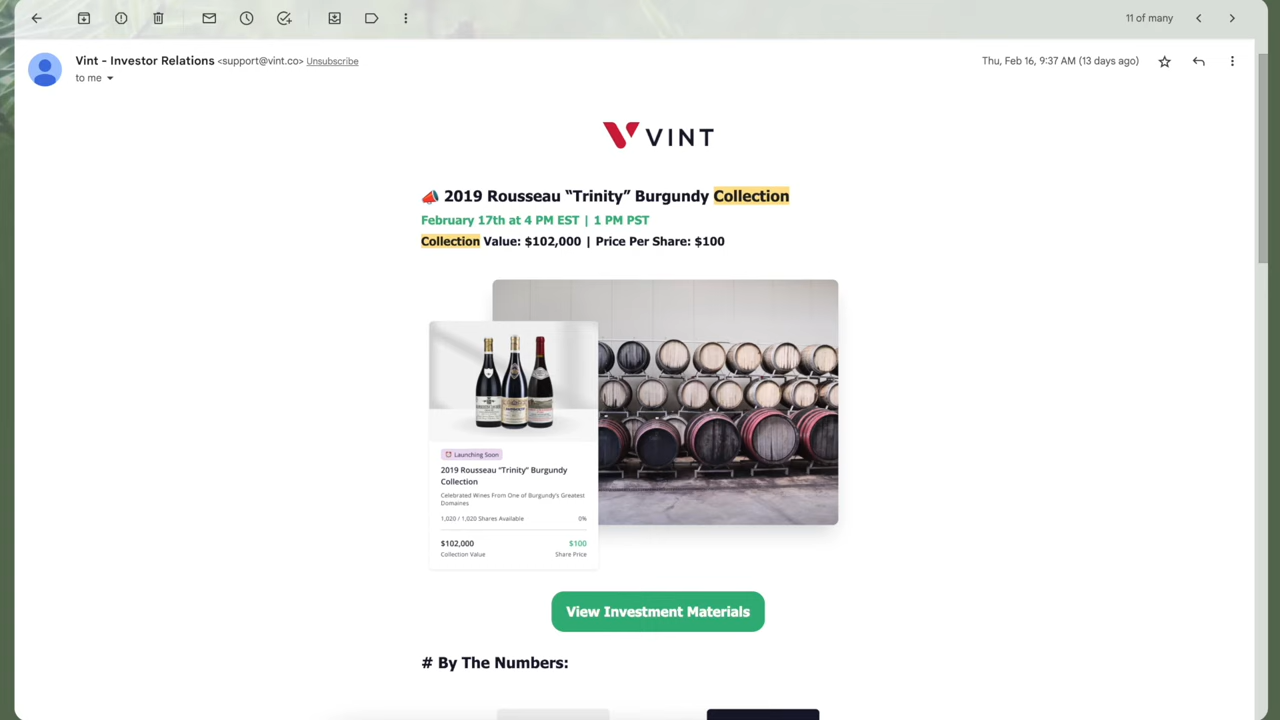 11 of many
Vint - Investor Relations <support@vint.co> Unsubscribe
Thu, Feb 16, 9:37 AM (13 days ago)
to me
VINT
2019 Rousseau “Trinity” Burgundy Collection
February 17th at 4 PM EST | 1 PM PST
Collection Value: $102,000 | Price Per Share: $100
Launching Soon
2019 Rousseau “Trinity” Burgundy
Collection
Celebrated Wines From One of Burgundy's Greatest
Domaines
1,020 / 1,020 Shares Available 0%
$102,000 $100
Collection Value Share Price
View Investment Materials
# By The Numbers: